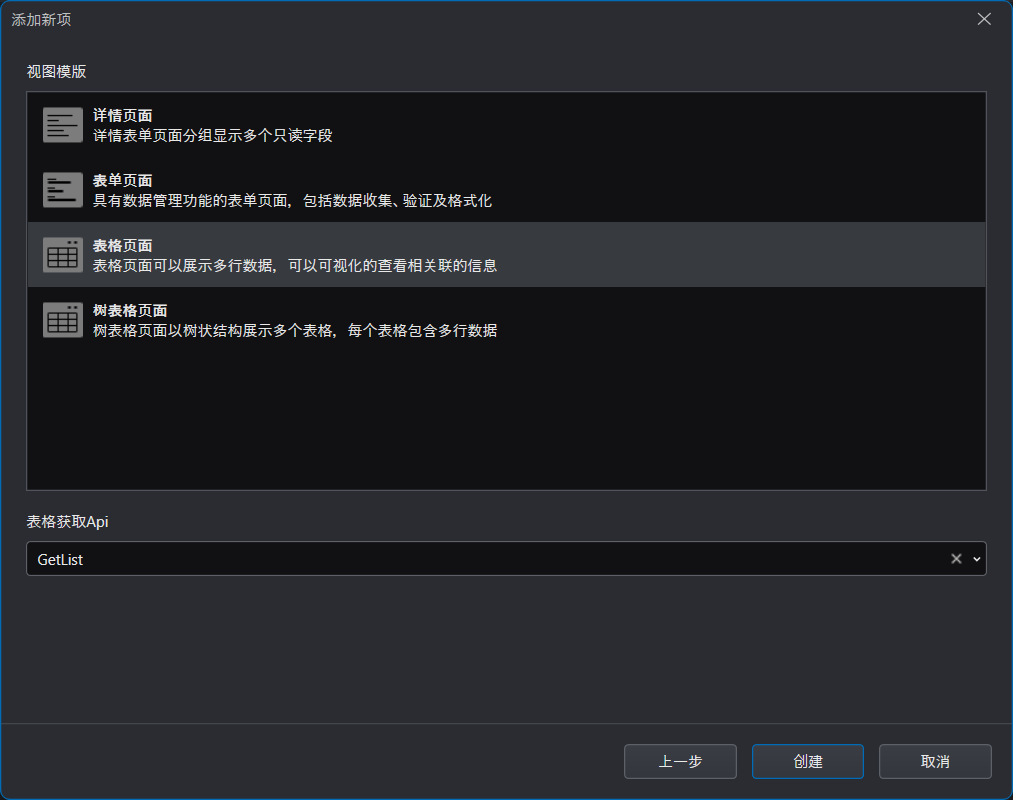 添加新项
视图模版
详情页面
详情表单页面分组显示多个只读字段
表单页面
具有数据管理功能的表单页面，包括数据收集、验证及格式化
表格页面
表格页面可以展示多行数据，可以可视化的查看相关联的信息
树表格页面
树表格页面以树状结构展示多个表格，每个表格包含多行数据
表格获取Api
GetList
上一步
创建
取消